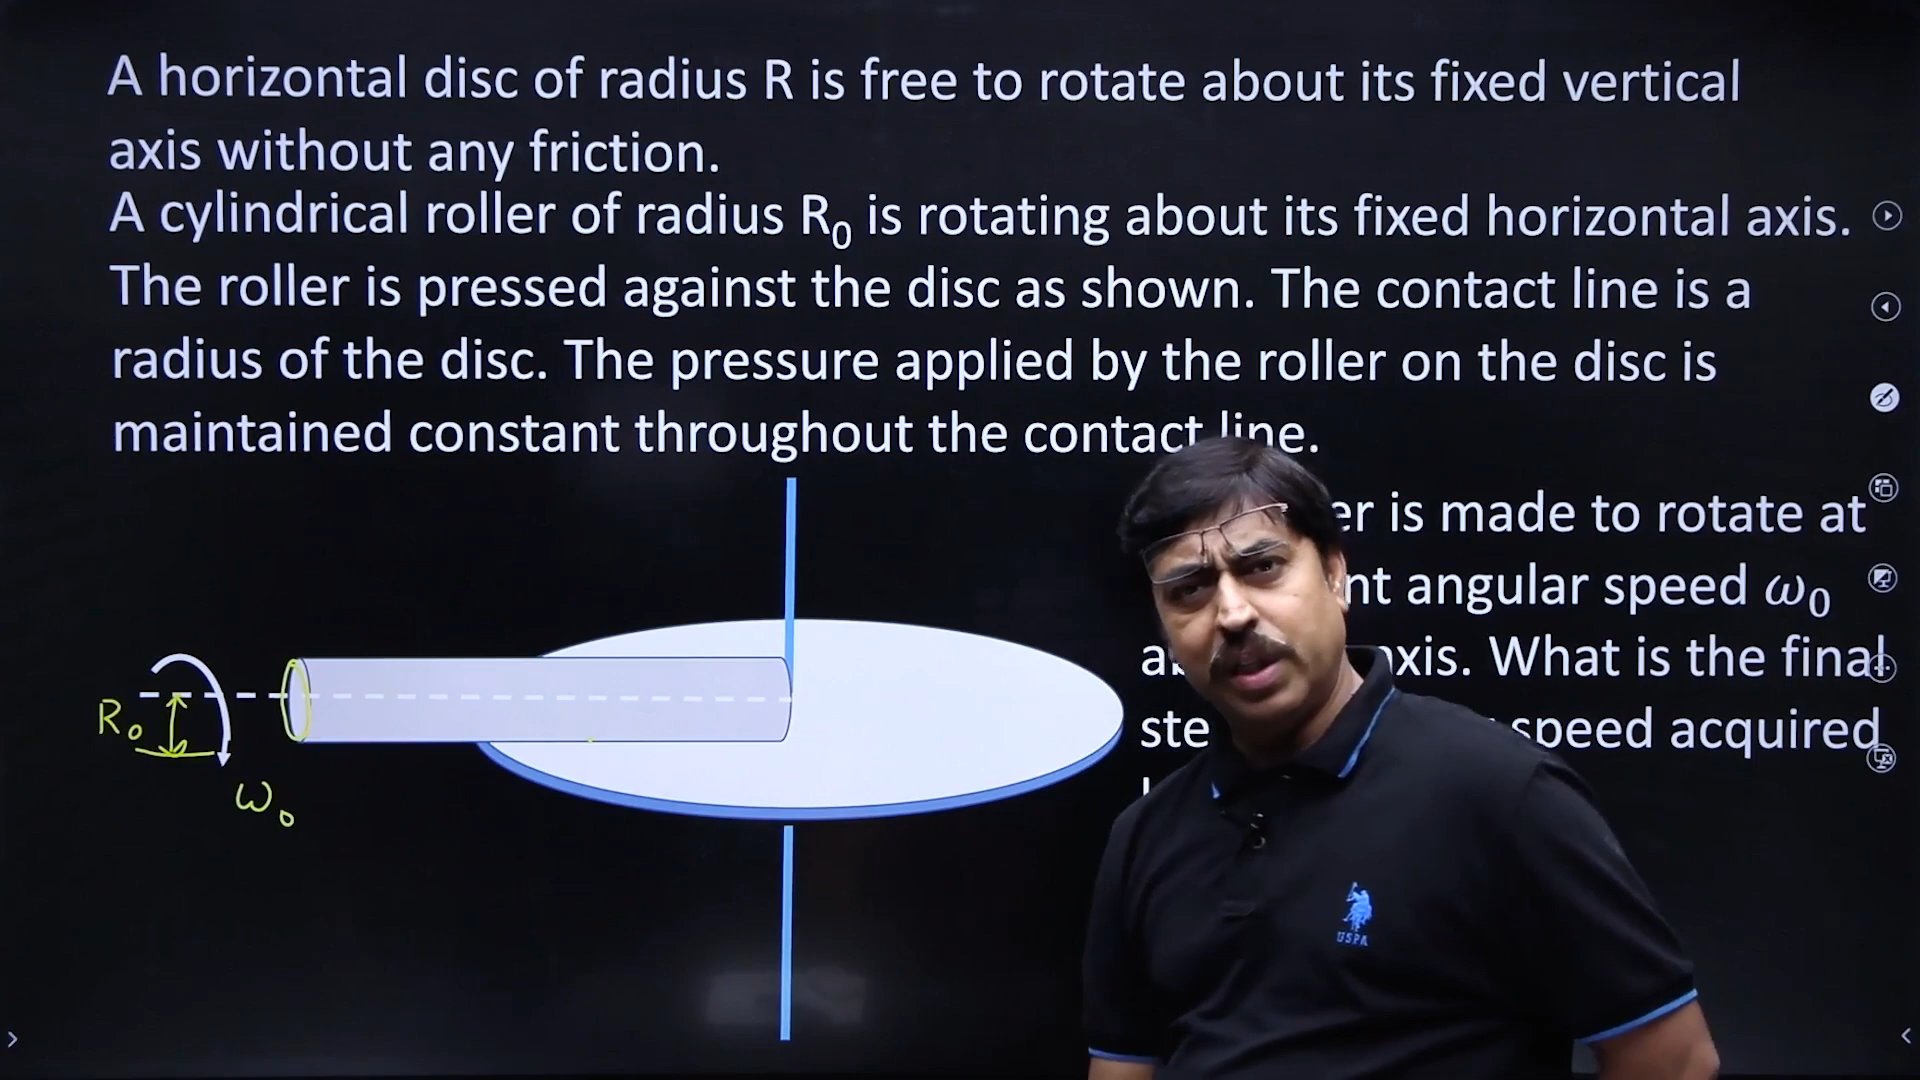 A horizontal disc of radius R is free to rotate about its fixed vertical
axis without any friction.
A cylindrical roller of radius R₀ is rotating about its fixed horizontal axis.
The roller is pressed against the disc as shown. The contact line is a
radius of the disc. The pressure applied by the roller on the disc is
maintained constant throughout the contact line.
is made to rotate at
angular speed ω₀
axis. What is the final
speed acquired
R₀
ω₀
USPA